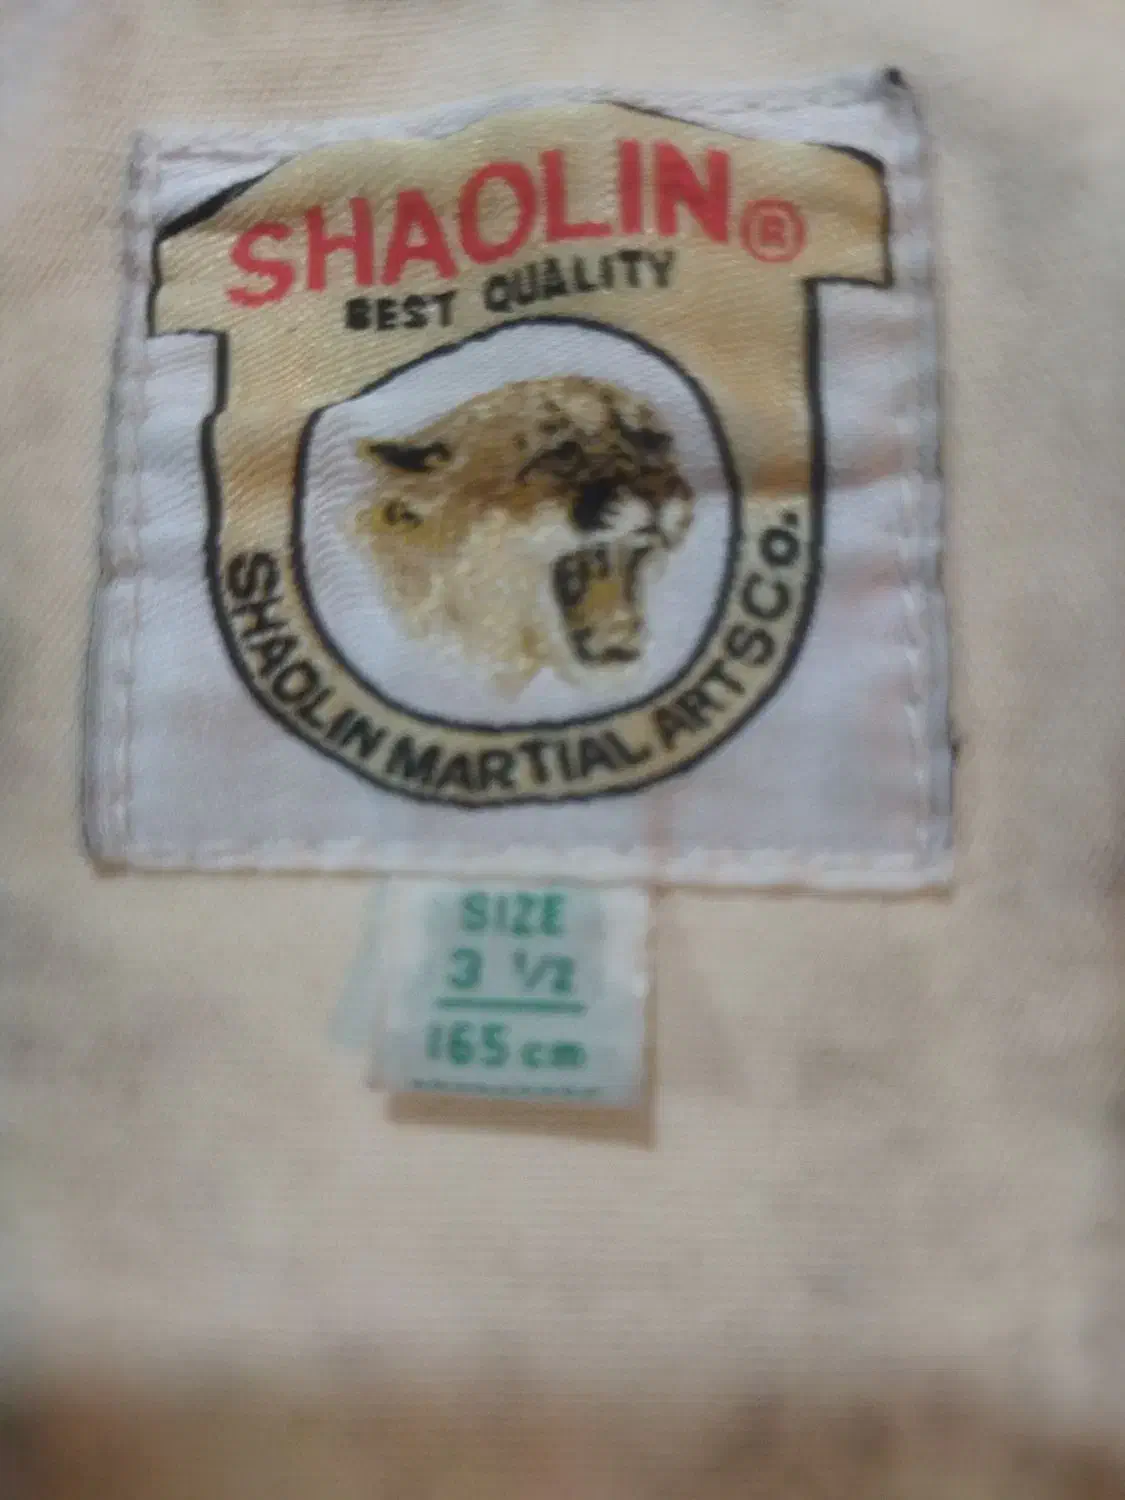 SHAOLIN®
BEST QUALITY
SHAOLIN MARTIAL ARTS Co.
SIZE
3 1/2
165 cm